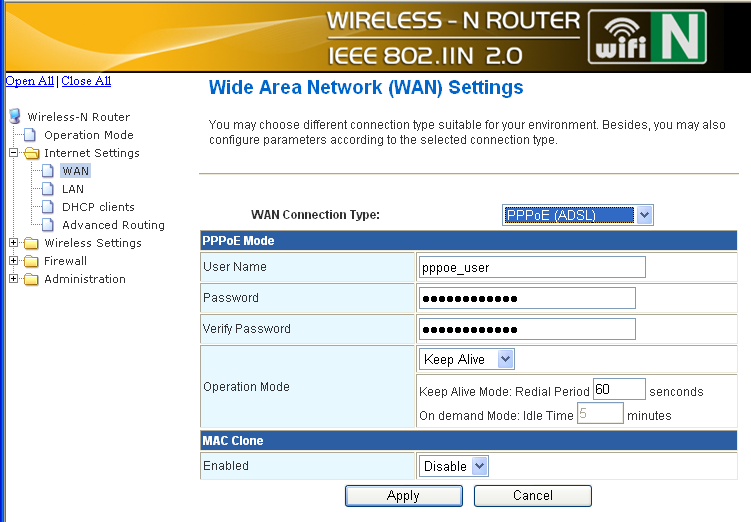 WIRELESS - N ROUTER
IEEE 802.11N 2.0
wifi N
Open All | Close All
Wireless-N Router
Operation Mode
Internet Settings
WAN
LAN
DHCP clients
Advanced Routing
Wireless Settings
Firewall
Administration
Wide Area Network (WAN) Settings
You may choose different connection type suitable for your environment. Besides, you may also
configure parameters according to the selected connection type.
WAN Connection Type: PPPoE (ADSL)
PPPoE Mode
User Name pppoe_user
Password ●●●●●●●●●●●●
Verify Password ●●●●●●●●●●●●
Operation Mode Keep Alive
Keep Alive Mode: Redial Period 60 senconds
On demand Mode: Idle Time 5 minutes
MAC Clone
Enabled Disable
Apply Cancel